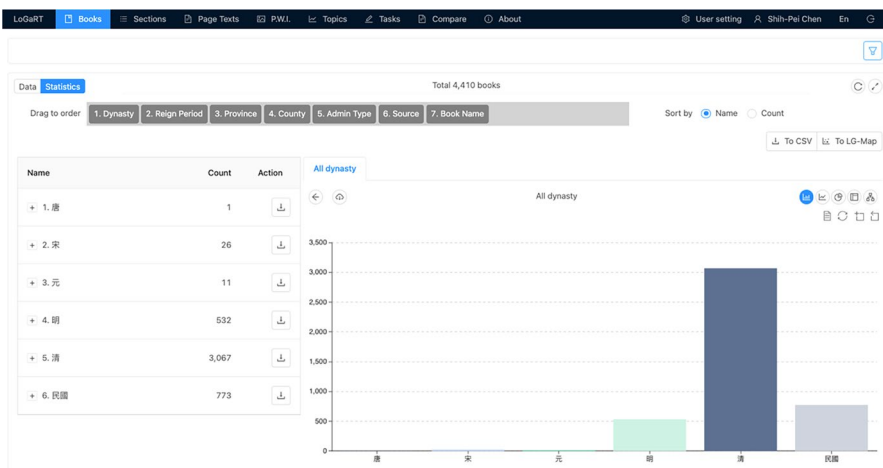 LoGaRT Books Sections Page Texts P.W.I. Topics Tasks Compare About User setting Shih-Pei Chen En
Data Statistics Total 4,410 books
Drag to order 1. Dynasty 2. Reign Period 3. Province 4. County 5. Admin Type 6. Source 7. Book Name Sort by Name Count
To CSV To LG-Map
Name Count Action
All dynasty
All dynasty
1. 唐 1
2. 宋 26
3. 元 11
4. 明 532
5. 清 3,067
6. 民國 773
3,500
3,000
2,500
2,000
1,500
1,000
500
0
唐 宋 元 明 清 民國